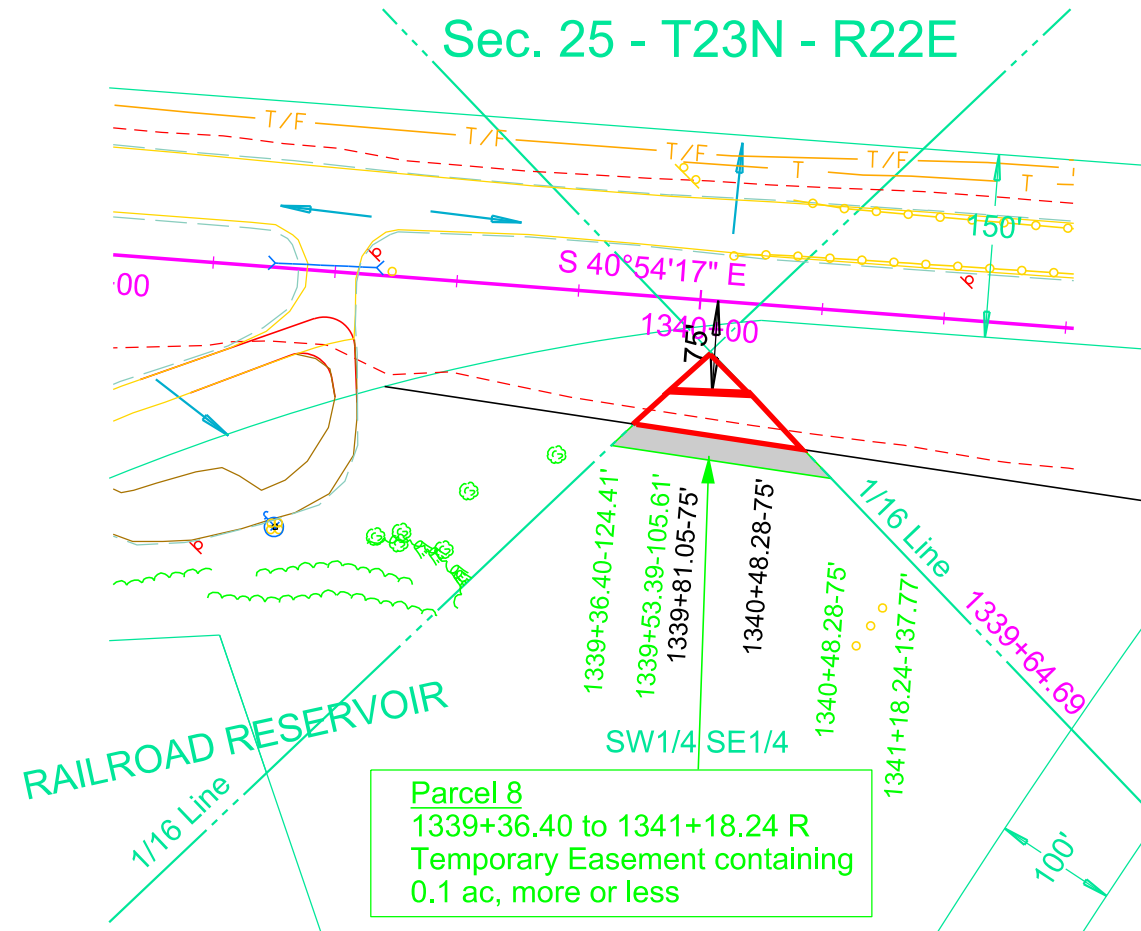 Sec. 25 - T23N - R22E
T/F
T/F
T/F
T/F
T
T
150'
S 40°54'17" E
+00
1340+00
75'
1/16 Line
1339+64.69
1339+36.40-124.41'
1339+53.39-105.61'
1339+81.05-75'
1340+48.28-75'
1340+48.28-75'
1341+18.24-137.77'
RAILROAD RESERVOIR
SW1/4 SE1/4
1/16 Line
100'
Parcel 8
1339+36.40 to 1341+18.24 R
Temporary Easement containing
0.1 ac, more or less